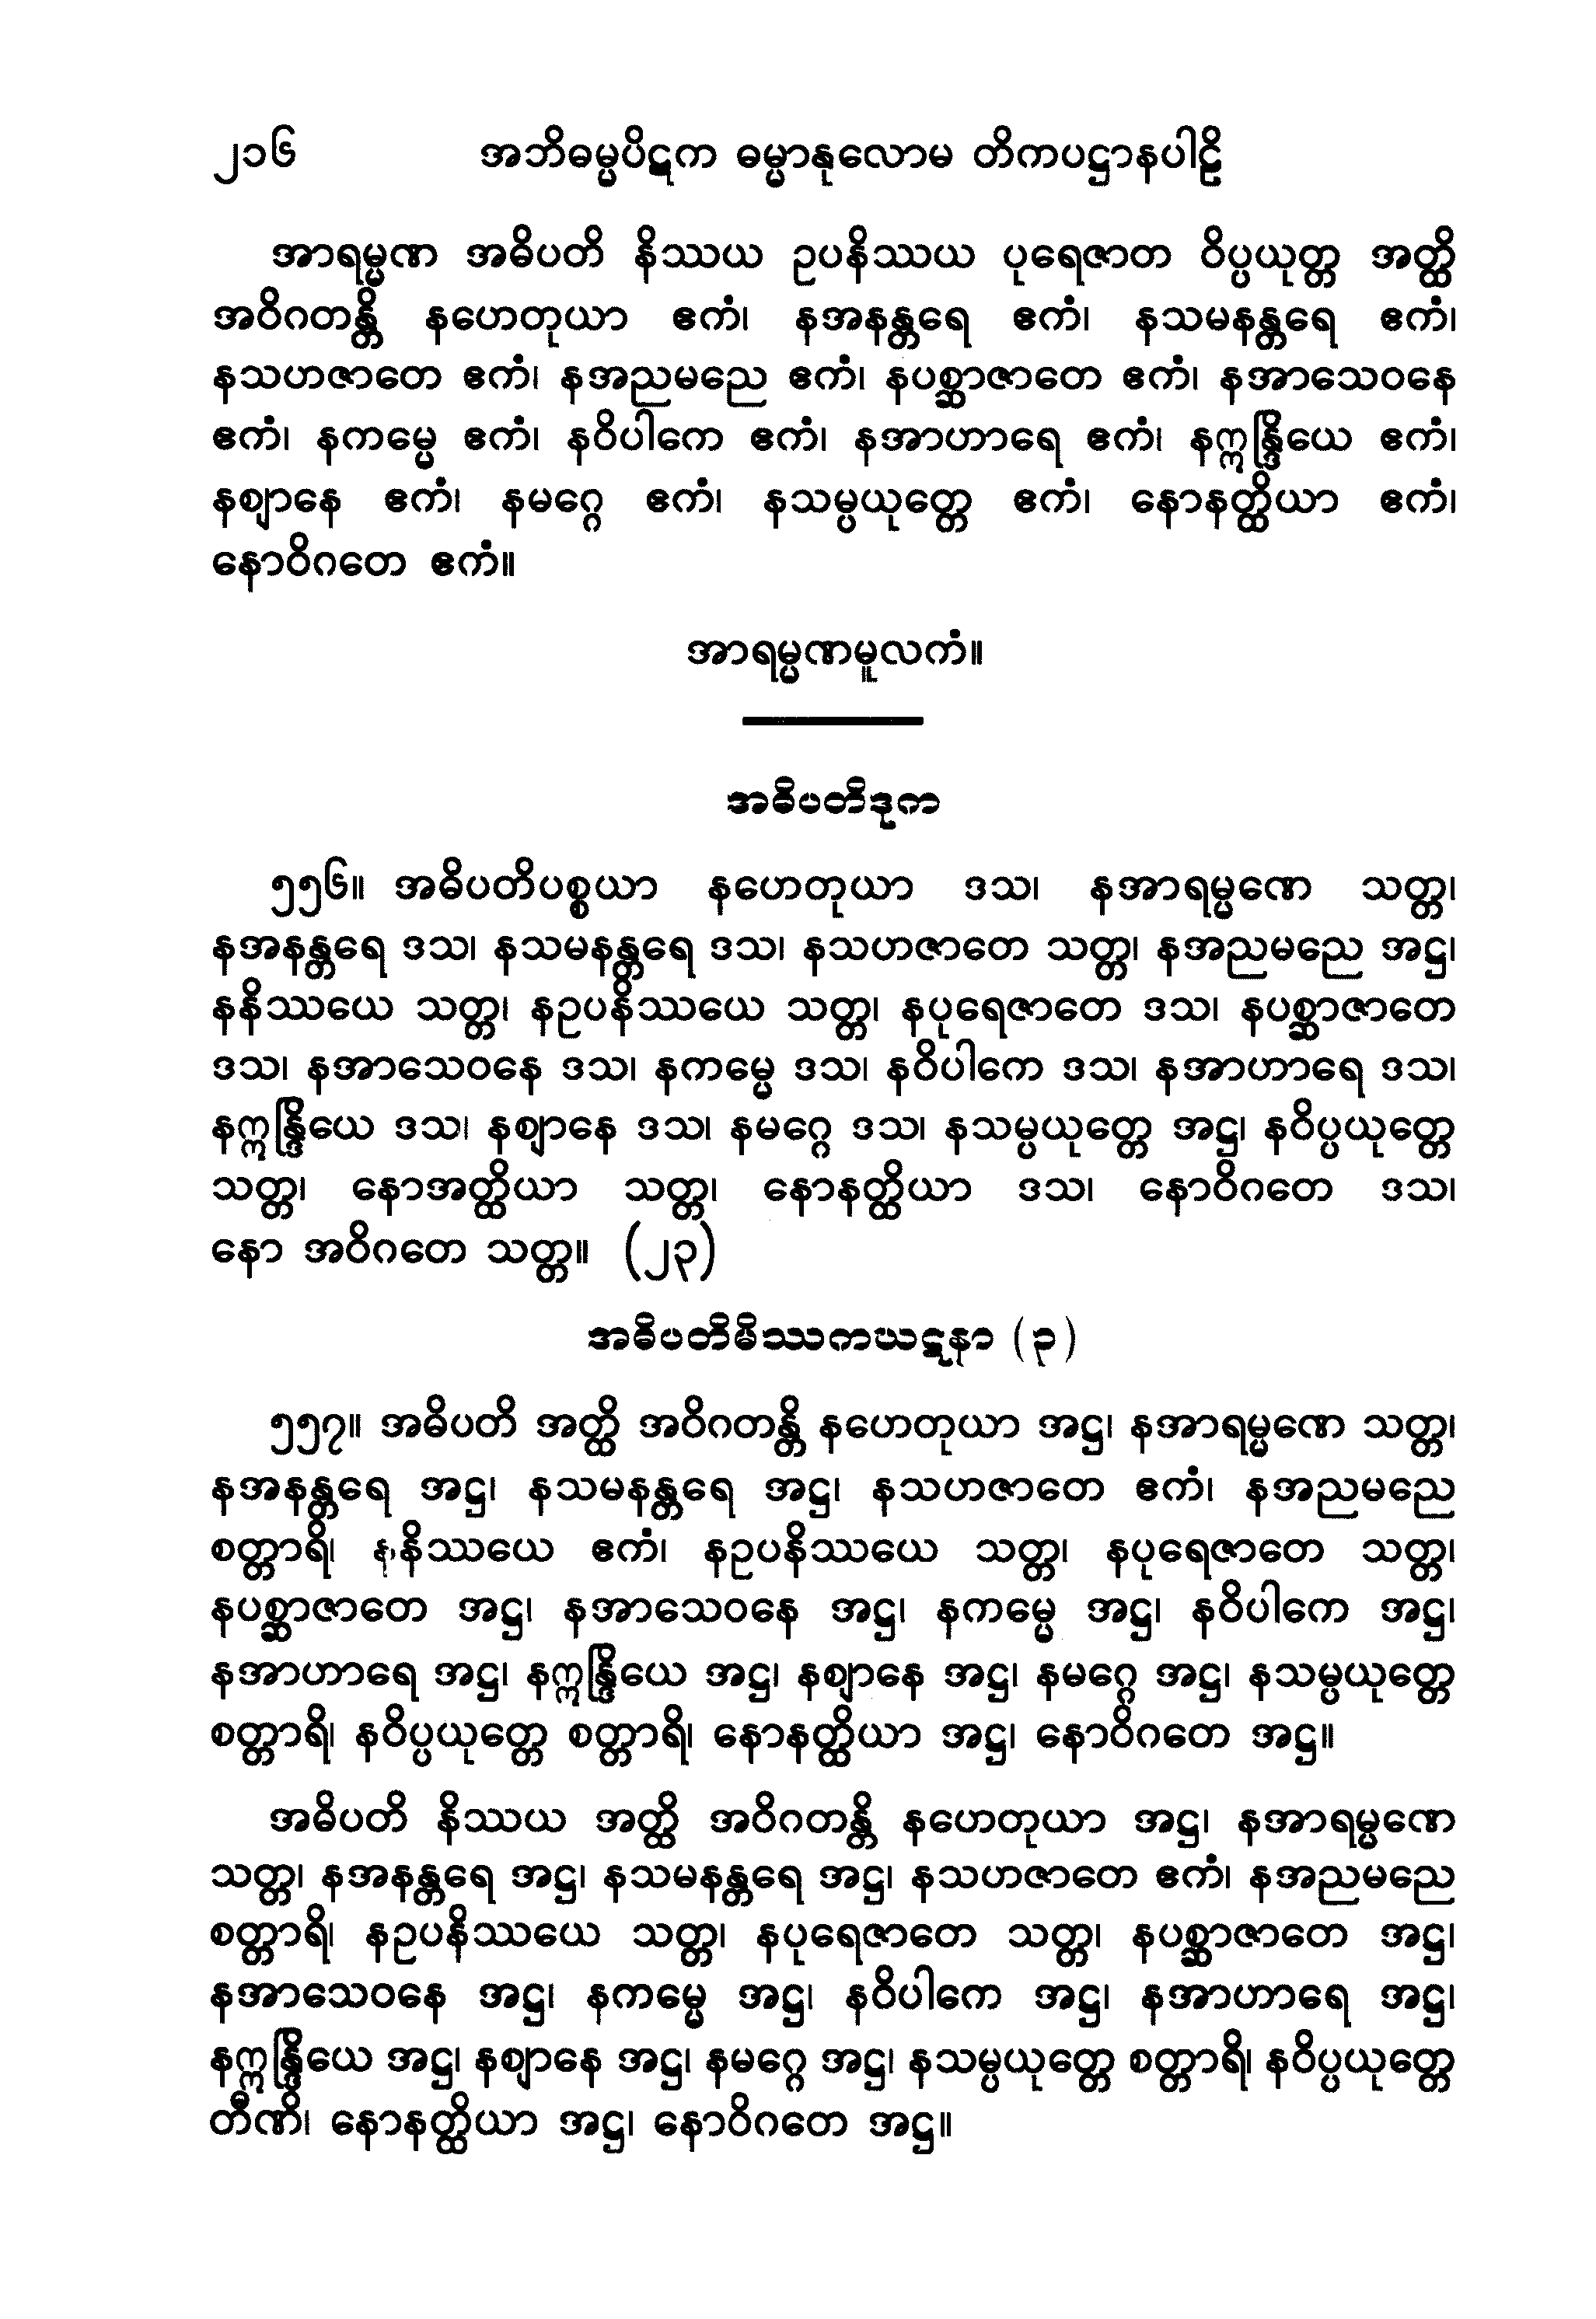 ၂၁၆ အဘိဓမ္မပိဋက ဓမ္မာနုလောမ တိကပဋ္ဌာနပါဠိ
အာရမ္မဏ အဓိပတိ နိဿယ ဥပနိဿယ ပုရေဇာတ ဝိပ္ပယုတ္တ အတ္ထိ
အဝိဂတန္တိ နဟေတုယာ ဧကံ၊ နအနန္တရေ ဧကံ၊ နသမနန္တရေ ဧကံ၊
နသဟဇာတေ ဧကံ၊ နအညမညေ ဧကံ၊ နပစ္ဆာဇာတေ ဧကံ၊ နအာသေဝနေ
ဧကံ၊ နကမ္မေ ဧကံ၊ နဝိပါကေ ဧကံ၊ နအာဟာရေ ဧကံ၊ နဣန္ဒြိယေ ဧကံ၊
နဈာနေ ဧကံ၊ နမဂ္ဂေ ဧကံ၊ နသမ္ပယုတ္တေ ဧကံ၊ နောနတ္ထိယာ ဧကံ၊
နောဝိဂတေ ဧကံ။
အာရမ္မဏမူလကံ။
အဓိပတိဒုက
၅၅၆။ အဓိပတိပစ္စယာ နဟေတုယာ ဒသ၊ နအာရမ္မဏေ သတ္တ၊
နအနန္တရေ ဒသ၊ နသမနန္တရေ ဒသ၊ နသဟဇာတေ သတ္တ၊ နအညမညေ အဋ္ဌ၊
နနိဿယေ သတ္တ၊ နဥပနိဿယေ သတ္တ၊ နပုရေဇာတေ ဒသ၊ နပစ္ဆာဇာတေ
ဒသ၊ နအာသေဝနေ ဒသ၊ နကမ္မေ ဒသ၊ နဝိပါကေ ဒသ၊ နအာဟာရေ ဒသ၊
နဣန္ဒြိယေ ဒသ၊ နဈာနေ ဒသ၊ နမဂ္ဂေ ဒသ၊ နသမ္ပယုတ္တေ အဋ္ဌ၊ နဝိပ္ပယုတ္တေ
သတ္တ၊ နောအတ္ထိယာ သတ္တ၊ နောနတ္ထိယာ ဒသ၊ နောဝိဂတေ ဒသ၊
နော အဝိဂတေ သတ္တ။ (၂၃)
အဓိပတိမိဿကဃဋနာ (၃)
၅၅၇။ အဓိပတိ အတ္ထိ အဝိဂတန္တိ နဟေတုယာ အဋ္ဌ၊ နအာရမ္မဏေ သတ္တ၊
နအနန္တရေ အဋ္ဌ၊ နသမနန္တရေ အဋ္ဌ၊ နသဟဇာတေ ဧကံ၊ နအညမညေ
စတ္တာရိ၊ နနိဿယေ ဧကံ၊ နဥပနိဿယေ သတ္တ၊ နပုရေဇာတေ သတ္တ၊
နပစ္ဆာဇာတေ အဋ္ဌ၊ နအာသေဝနေ အဋ္ဌ၊ နကမ္မေ အဋ္ဌ၊ နဝိပါကေ အဋ္ဌ၊
နအာဟာရေ အဋ္ဌ၊ နဣန္ဒြိယေ အဋ္ဌ၊ နဈာနေ အဋ္ဌ၊ နမဂ္ဂေ အဋ္ဌ၊ နသမ္ပယုတ္တေ
စတ္တာရိ၊ နဝိပ္ပယုတ္တေ စတ္တာရိ၊ နောနတ္ထိယာ အဋ္ဌ၊ နောဝိဂတေ အဋ္ဌ။
အဓိပတိ နိဿယ အတ္ထိ အဝိဂတန္တိ နဟေတုယာ အဋ္ဌ၊ နအာရမ္မဏေ
သတ္တ၊ နအနန္တရေ အဋ္ဌ၊ နသမနန္တရေ အဋ္ဌ၊ နသဟဇာတေ ဧကံ၊ နအညမညေ
စတ္တာရိ၊ နဥပနိဿယေ သတ္တ၊ နပုရေဇာတေ သတ္တ၊ နပစ္ဆာဇာတေ အဋ္ဌ၊
နအာသေဝနေ အဋ္ဌ၊ နကမ္မေ အဋ္ဌ၊ နဝိပါကေ အဋ္ဌ၊ နအာဟာရေ အဋ္ဌ၊
နဣန္ဒြိယေ အဋ္ဌ၊ နဈာနေ အဋ္ဌ၊ နမဂ္ဂေ အဋ္ဌ၊ နသမ္ပယုတ္တေ စတ္တာရိ၊ နဝိပ္ပယုတ္တေ
တီဏိ၊ နောနတ္ထိယာ အဋ္ဌ၊ နောဝိဂတေ အဋ္ဌ။